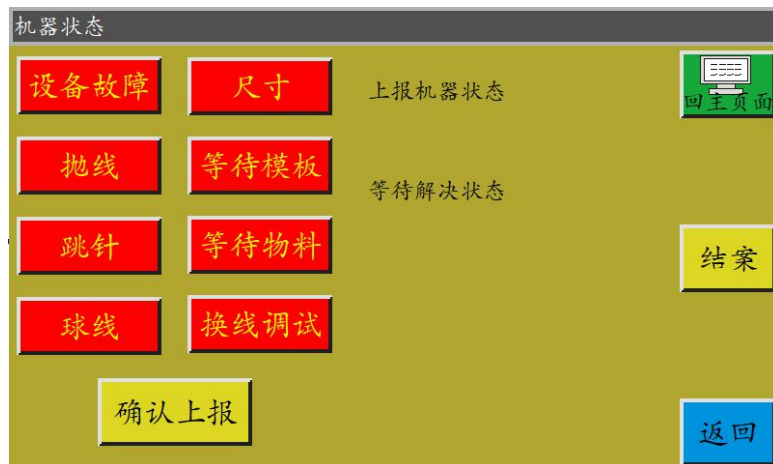 机器状态
设备故障 尺寸 上报机器状态
回主页面
抛线 等待模板 等待解决状态
跳针 等待物料 结案
球线 换线调试
确认上报 返回